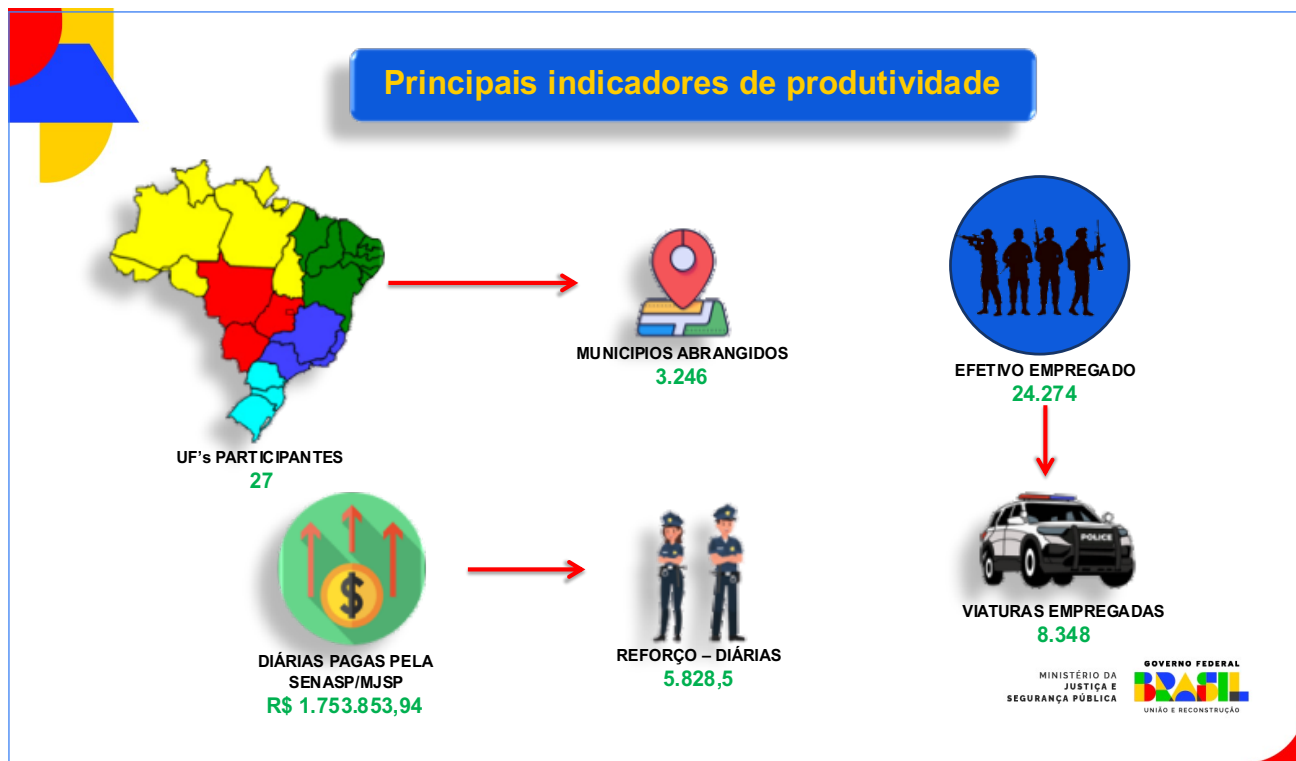 Principais indicadores de produtividade
MUNICIPIOS ABRANGIDOS
3.246
EFETIVO EMPREGADO
24.274
UF's PARTICIPANTES
27
POLICE
VIATURAS EMPREGADAS
8.348
REFORÇO – DIÁRIAS
5.828,5
DIÁRIAS PAGAS PELA
SENASP/MJSP
R$ 1.753.853,94
MINISTÉRIO DA
JUSTIÇA E
SEGURANÇA PÚBLICA
GOVERNO FEDERAL
BRASIL
UNIÃO E RECONSTRUÇÃO